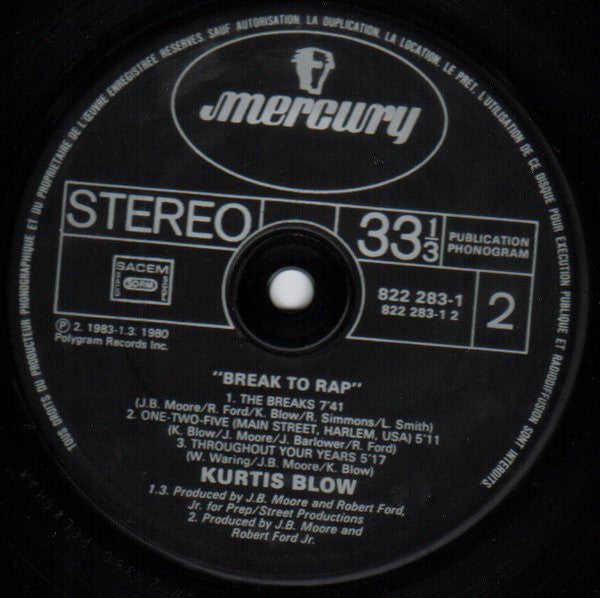 TOUS DROITS DU PRODUCTEUR PHONOGRAPHIQUE ET DU PROPRIETAIRE DE L'ŒUVRE ENREGISTREE RESERVES. SAUF AUTORISATION, LA DUPLICATION, LA LOCATION, LE PRET, L'UTILISATION DE CE DISQUE POUR EXECUTION PUBLIQUE ET RADIODIFFUSION SONT INTERDITS.
mercury
STEREO
33 1/3
PUBLICATION
PHONOGRAM
SACEM
SDRM
822 283-1
822 283-1 2
2
℗ 2. 1983-1.3. 1980
Polygram Records Inc.
"BREAK TO RAP"
1. THE BREAKS 7'41
(J.B. Moore/R. Ford/K. Blow/R. Simmons/L. Smith)
2. ONE-TWO-FIVE (MAIN STREET, HARLEM, USA) 5'11
(K. Blow/J. Moore/J. Barlower/R. Ford)
3. THROUGHOUT YOUR YEARS 5'17
(W. Waring/J.B. Moore/K. Blow)
KURTIS BLOW
1.3. Produced by J.B. Moore and Robert Ford,
Jr. for Prep/Street Productions
2. Produced by J.B. Moore and
Robert Ford Jr.